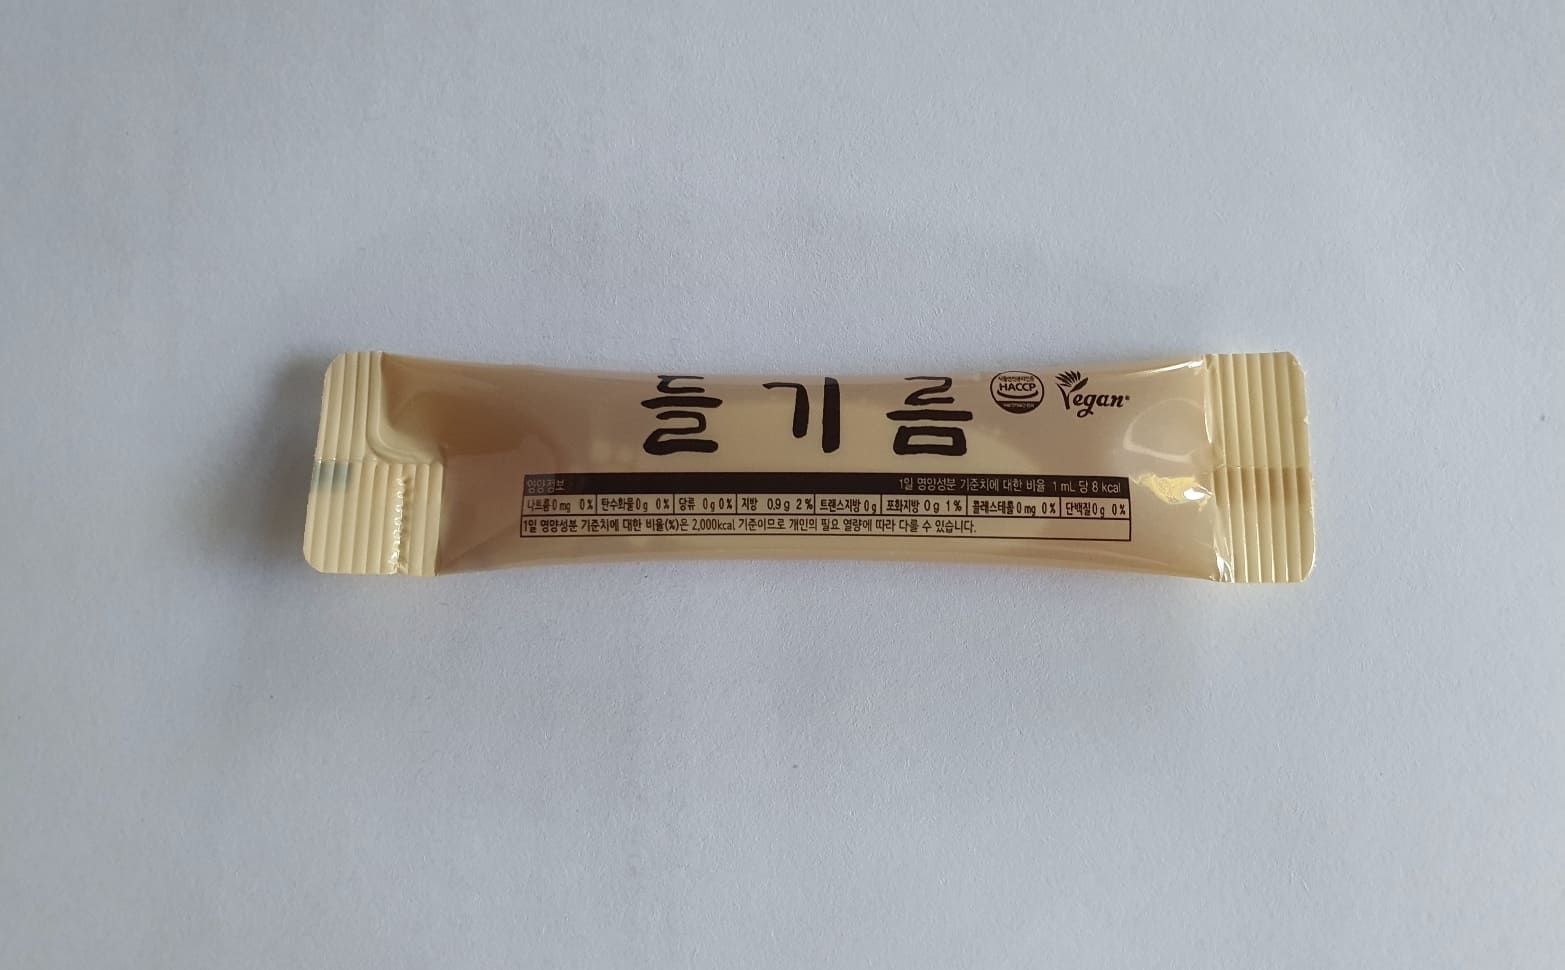 들기름
HACCP
Vegan
영양정보 1일 영양성분 기준치에 대한 비율 1 mL 당 8 kcal
나트륨 0 mg 0 % 탄수화물 0 g 0 % 당류 0 g 0 % 지방 0.9 g 2 % 트랜스지방 0 g 포화지방 0 g 1 % 콜레스테롤 0 mg 0 % 단백질 0 g 0 %
1일 영양성분 기준치에 대한 비율(%)은 2,000kcal 기준이므로 개인의 필요 열량에 따라 다를 수 있습니다.